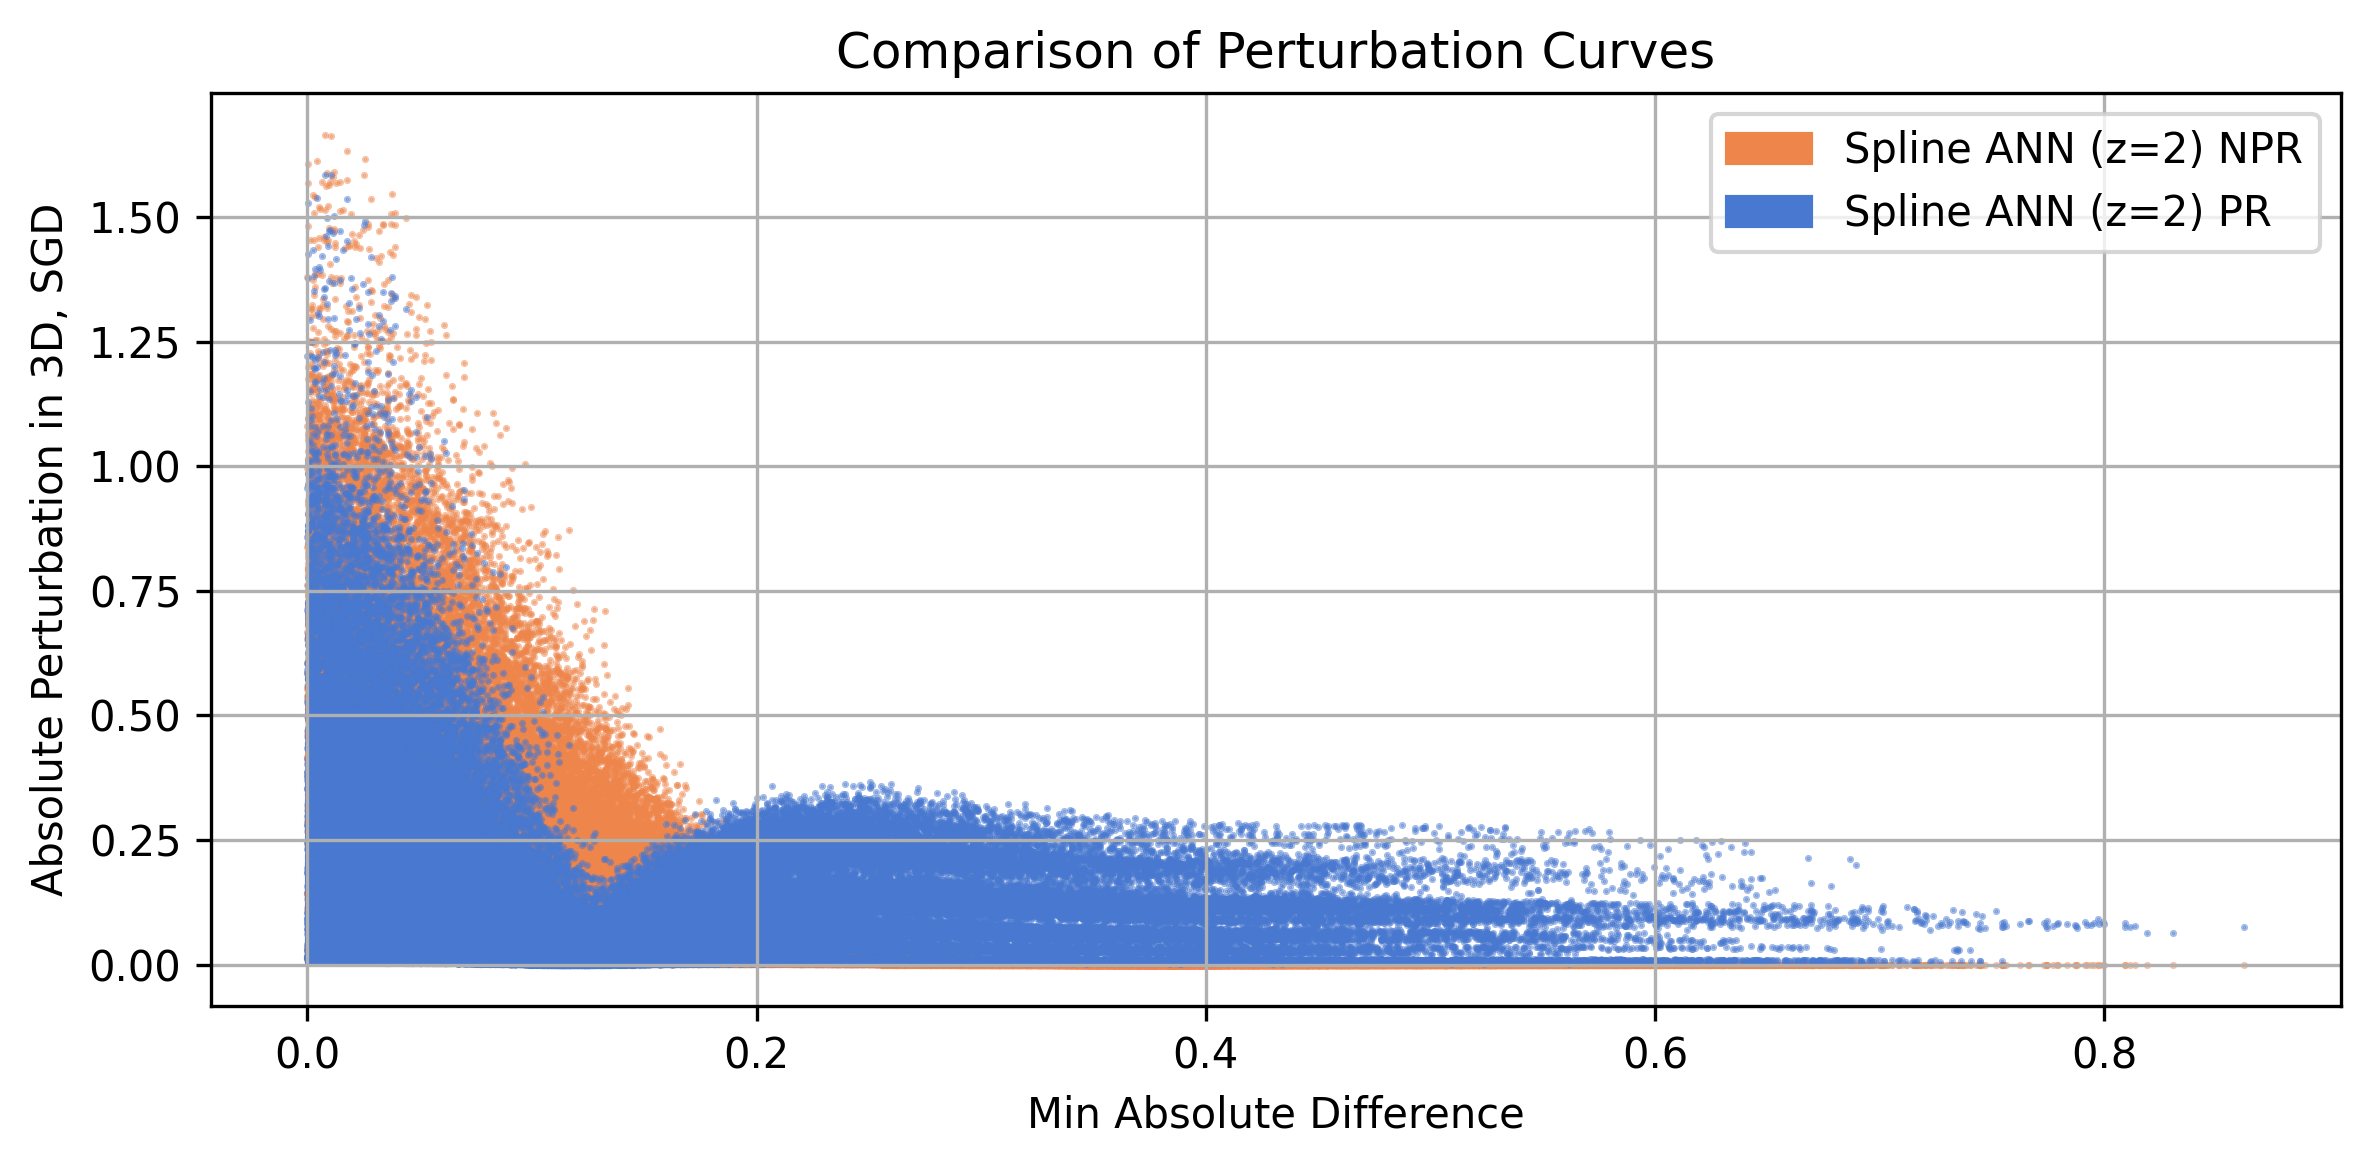 Comparison of Perturbation Curves
Spline ANN (z=2) NPR
Spline ANN (z=2) PR
Absolute Perturbation in 3D, SGD
1.50
1.25
1.00
0.75
0.50
0.25
0.00
0.0 0.2 0.4 0.6 0.8
Min Absolute Difference